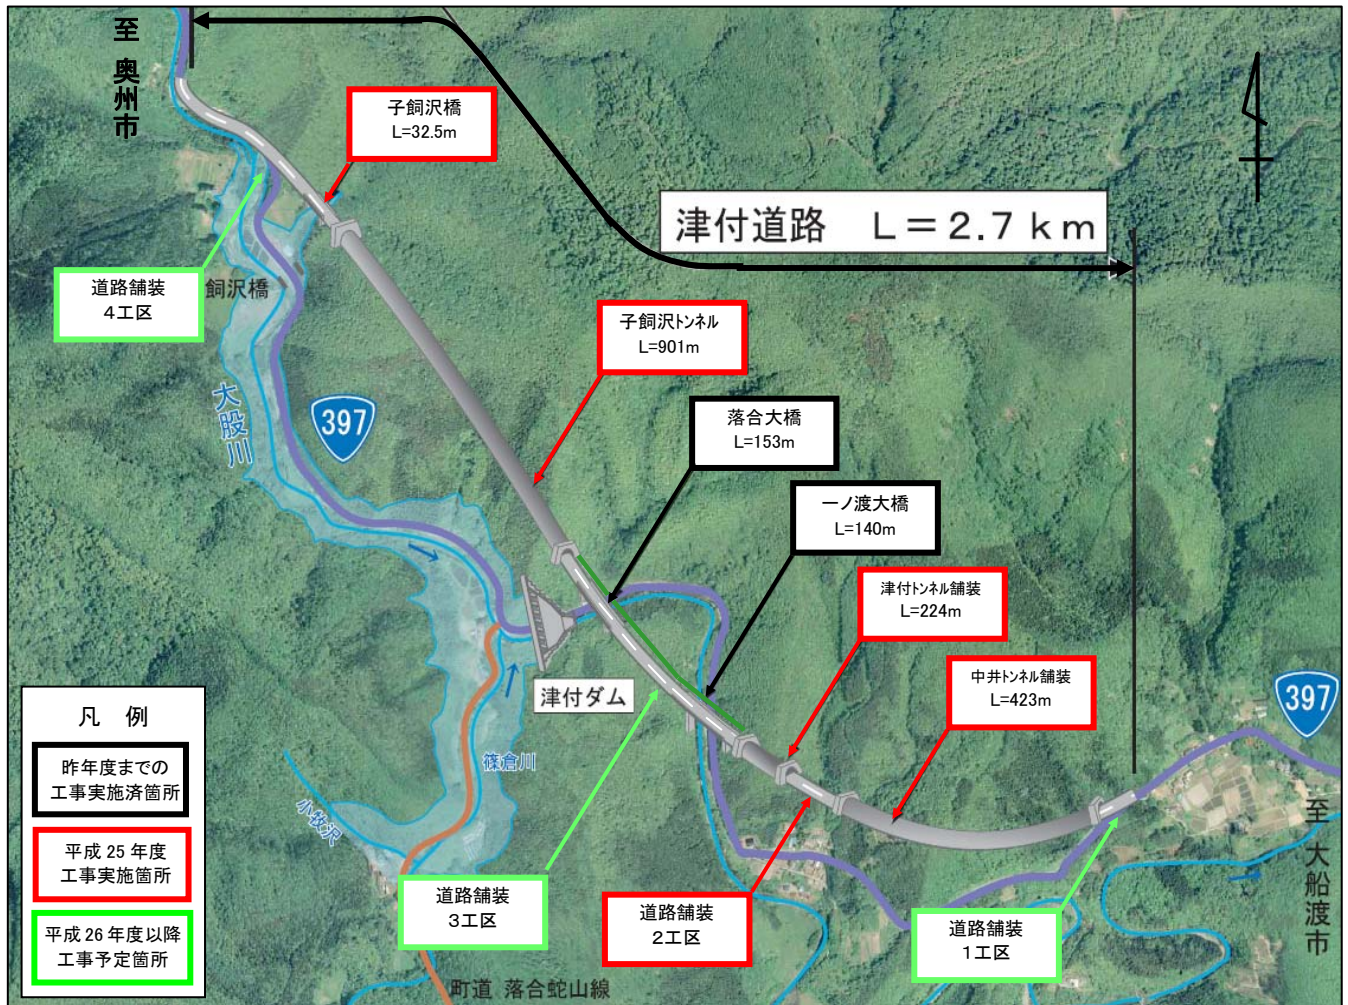 至 奥州市
子飼沢橋
L=32.5m
津付道路 L=2.7km
道路舗装
4工区
飼沢橋
子飼沢トンネル
L=901m
大股川
397
落合大橋
L=153m
一ノ渡大橋
L=140m
津付トンネル舗装
L=224m
中井トンネル舗装
L=423m
397
津付ダム
篠倉川
小牧沢
凡 例
昨年度までの
工事実施済箇所
平成25年度
工事実施箇所
平成26年度以降
工事予定箇所
道路舗装
3工区
道路舗装
2工区
道路舗装
1工区
至 大船渡市
町道 落合蛇山線